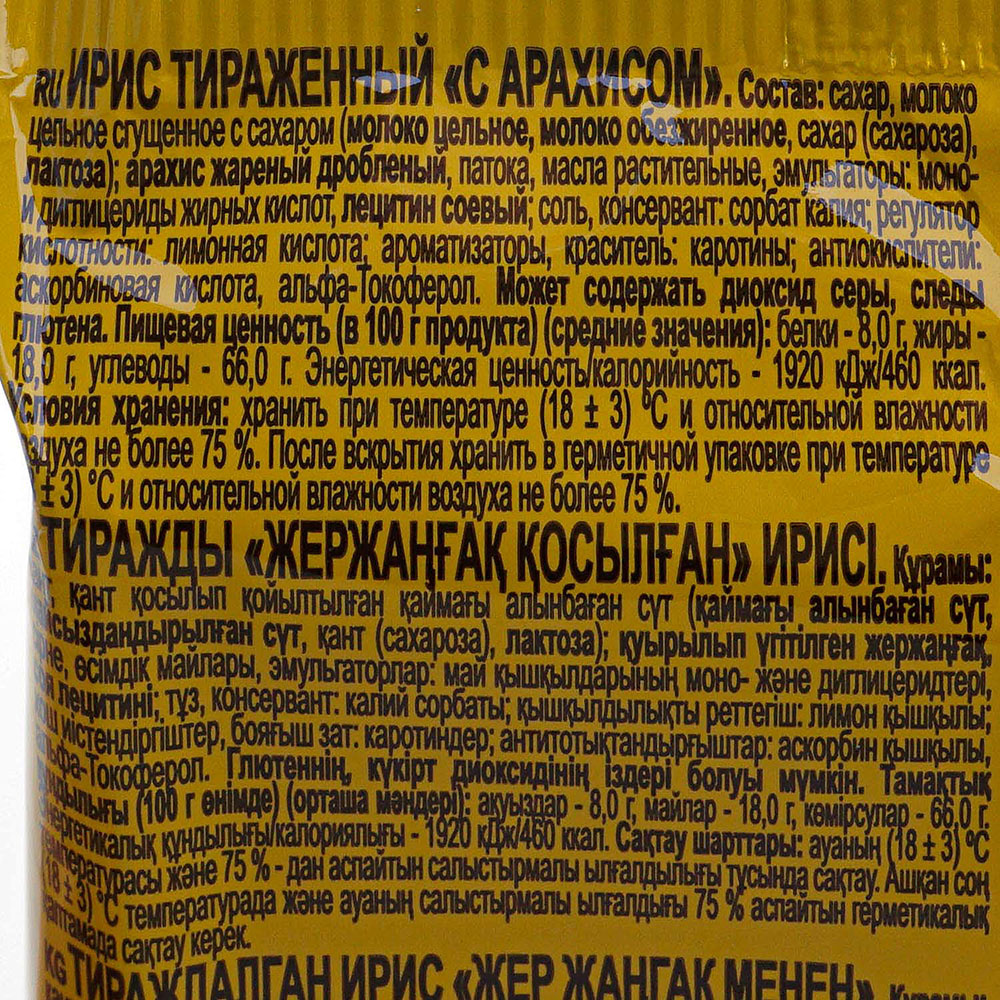 RU ИРИС ТИРАЖЕННЫЙ «С АРАХИСОМ». Состав: сахар, молоко
цельное сгущенное с сахаром (молоко цельное, молоко обезжиренное, сахар (сахароза),
лактоза); арахис жареный дробленый, патока, масла растительные, эмульгаторы: моно-
и диглицериды жирных кислот, лецитин соевый; соль, консервант: сорбат калия; регулятор
кислотности: лимонная кислота; ароматизаторы, краситель: каротины; антиокислители:
аскорбиновая кислота, альфа-Токоферол. Может содержать диоксид серы, следы
глютена. Пищевая ценность (в 100 г продукта) (средние значения): белки - 8,0 г, жиры -
18,0 г, углеводы - 66,0 г. Энергетическая ценность/калорийность - 1920 кДж/460 ккал.
Условия хранения: хранить при температуре (18 ± 3) °С и относительной влажности
здуха не более 75 %. После вскрытия хранить в герметичной упаковке при температуре
± 3) °С и относительной влажности воздуха не более 75 %.
ТИРАЖДЫ «ЖЕРЖАҢҒАҚ ҚОСЫЛҒАН» ИРИСІ. Құрамы:
қант қосылып қойылтылған қаймағы алынбаған сүт (қаймағы алынбаған сүт,
сыздандырылған сүт, қант (сахароза), лактоза); қуырылып үгітілген жержаңғақ,
не, өсімдік майлары, эмульгаторлар: май қышқылдарының моно- және диглицеридтері,
лецитині; тұз, консервант: калий сорбаты; қышқылдылықты реттегіш: лимон қышқылы;
ш иістендіргіштер, бояғыш зат: каротиндер; антитотықтандырғыштар: аскорбин қышқылы,
альфа-Токоферол. Глютеннің, күкірт диоксидінің іздері болуы мүмкін. Тамақтық
ндылығы (100 г өнімде) (орташа мәндері): ақуыздар - 8,0 г, майлар - 18,0 г, көмірсулар - 66,0 г.
Энергетикалық құндылығы/калориялығы - 1920 кДж/460 ккал. Сақтау шарттары: ауаның (18 ± 3) °С
температурасы және 75 % - дан аспайтын салыстырмалы ылғалдылығы тұсында сақтау. Ашқан соң
(18 ± 3) °С температурада және ауаның салыстырмалы ылғалдығы 75 % аспайтын герметикалық
қаптамада сақтау керек.
KG ТИРАЖДАЛГАН ИРИС «ЖЕР ЖАҢГАК МЕНЕН».